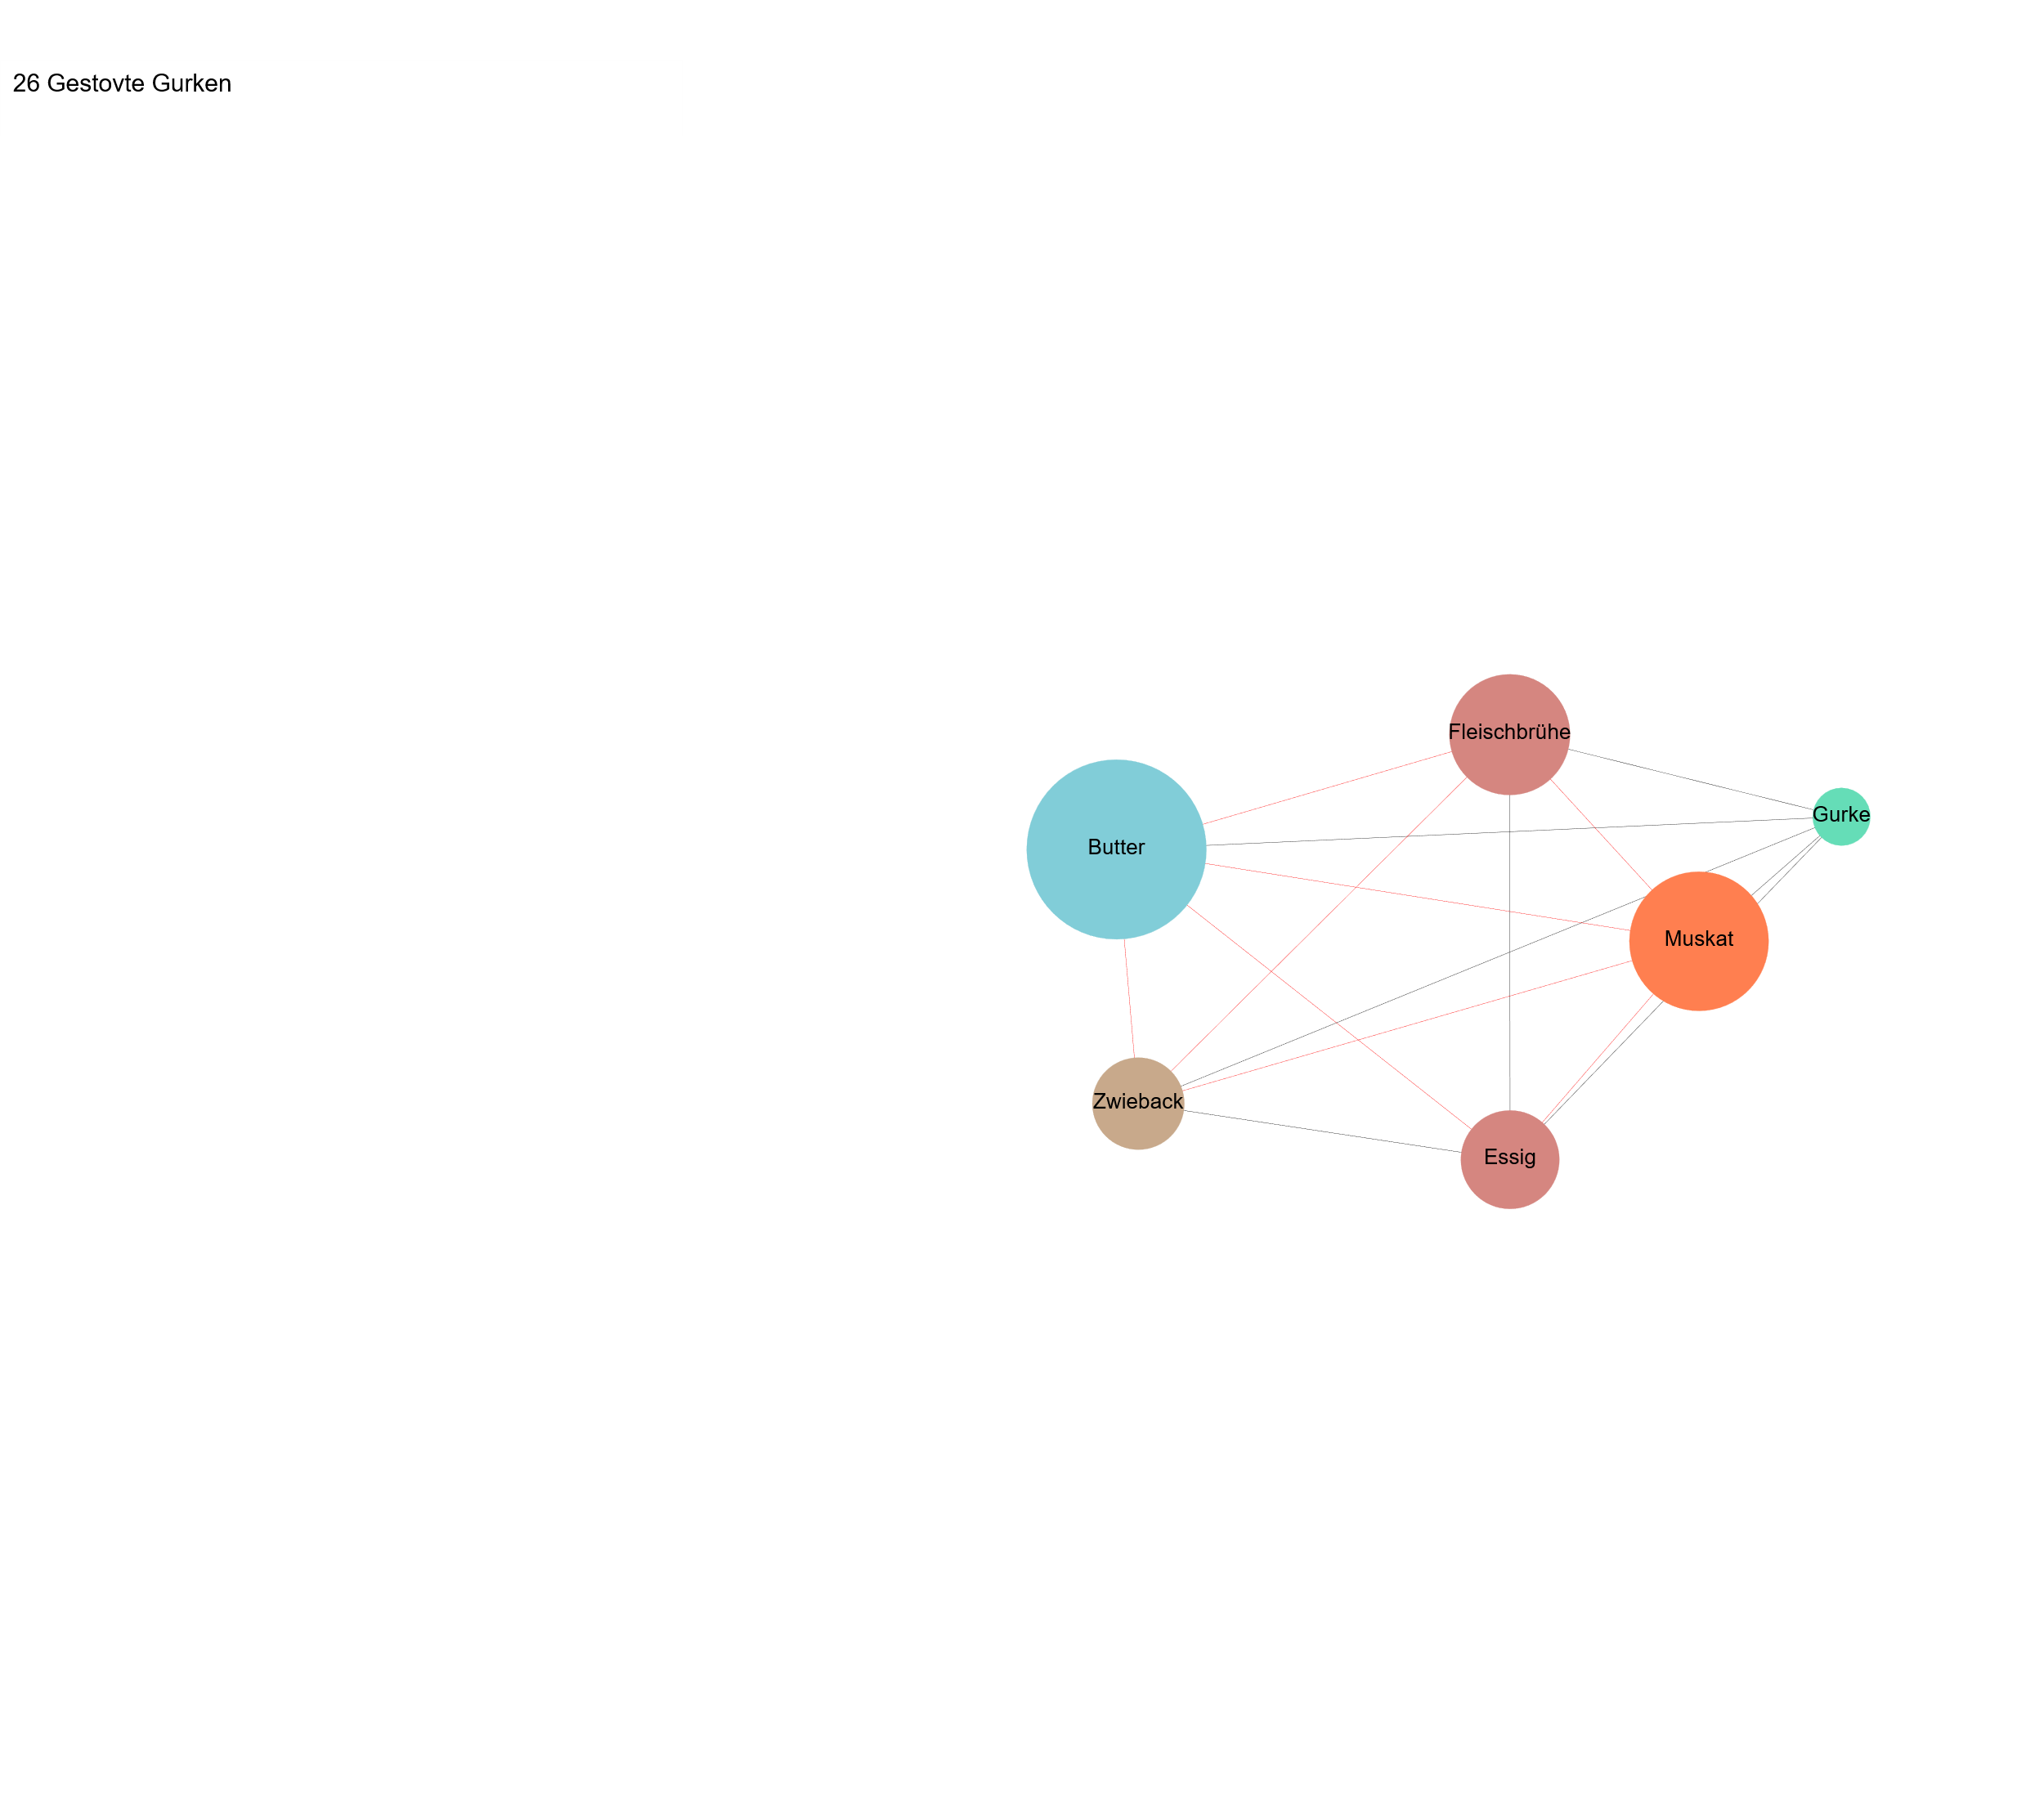 26 Gestovte Gurken
Fleischbrühe
Gurke
Butter
Muskat
Zwieback
Essig